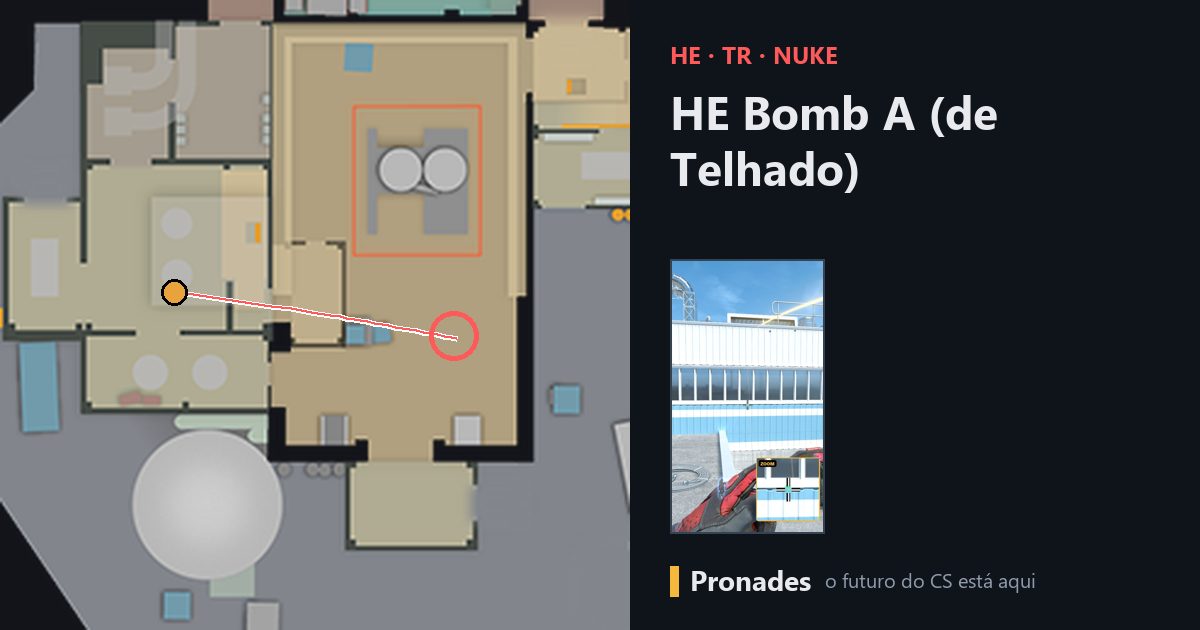 HE · TR · NUKE
HE Bomb A (de
Telhado)
ZOOM
Pronades o futuro do CS está aqui